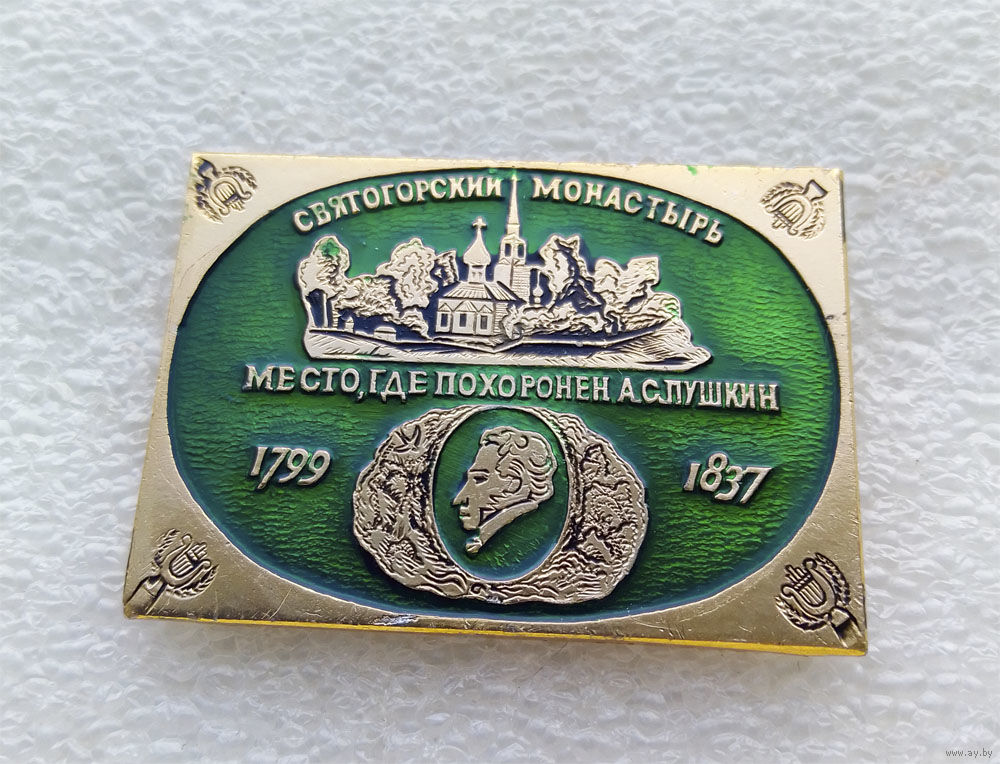 СВЯТОГОРСКИЙ МОНАСТЫРЬ
МЕСТО, ГДЕ ПОХОРОНЕН А.С.ПУШКИН
1799
1837
www.ay.by